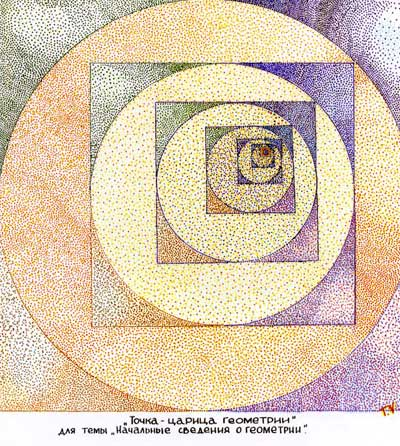 „Точка - царица геометрии"
для темы „Начальные сведения о геометрии".